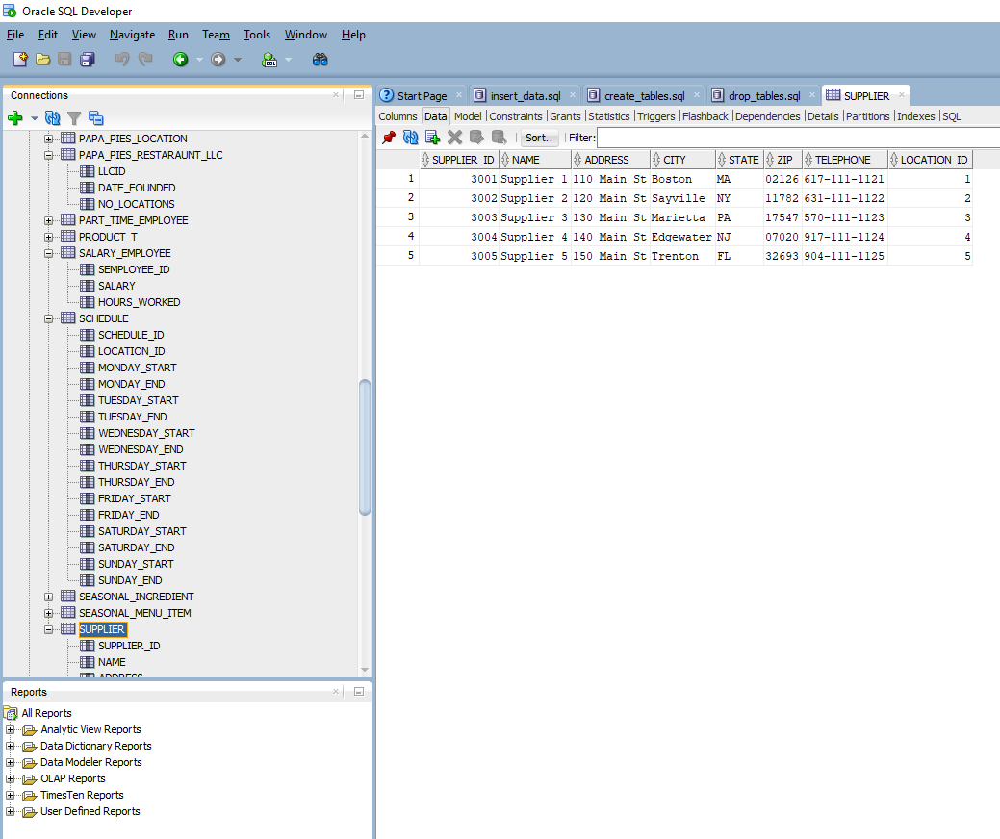 Oracle SQL Developer
File Edit View Navigate Run Team Tools Window Help
SQL
Connections
PAPA_PIES_LOCATION
PAPA_PIES_RESTARAUNT_LLC
LLCID
DATE_FOUNDED
NO_LOCATIONS
PART_TIME_EMPLOYEE
PRODUCT_T
SALARY_EMPLOYEE
SEMPLOYEE_ID
SALARY
HOURS_WORKED
SCHEDULE
SCHEDULE_ID
LOCATION_ID
MONDAY_START
MONDAY_END
TUESDAY_START
TUESDAY_END
WEDNESDAY_START
WEDNESDAY_END
THURSDAY_START
THURSDAY_END
FRIDAY_START
FRIDAY_END
SATURDAY_START
SATURDAY_END
SUNDAY_START
SUNDAY_END
SEASONAL_INGREDIENT
SEASONAL_MENU_ITEM
SUPPLIER
SUPPLIER_ID
NAME
ADDRESS
Reports
All Reports
Analytic View Reports
Data Dictionary Reports
Data Modeler Reports
OLAP Reports
TimesTen Reports
User Defined Reports
Start Page insert_data.sql create_tables.sql drop_tables.sql SUPPLIER
Columns Data Model Constraints Grants Statistics Triggers Flashback Dependencies Details Partitions Indexes SQL
Sort.. Filter:
SUPPLIER_ID NAME ADDRESS CITY STATE ZIP TELEPHONE LOCATION_ID
1 3001 Supplier 1 110 Main St Boston MA 02126 617-111-1121 1
2 3002 Supplier 2 120 Main St Sayville NY 11782 631-111-1122 2
3 3003 Supplier 3 130 Main St Marietta PA 17547 570-111-1123 3
4 3004 Supplier 4 140 Main St Edgewater NJ 07020 917-111-1124 4
5 3005 Supplier 5 150 Main St Trenton FL 32693 904-111-1125 5